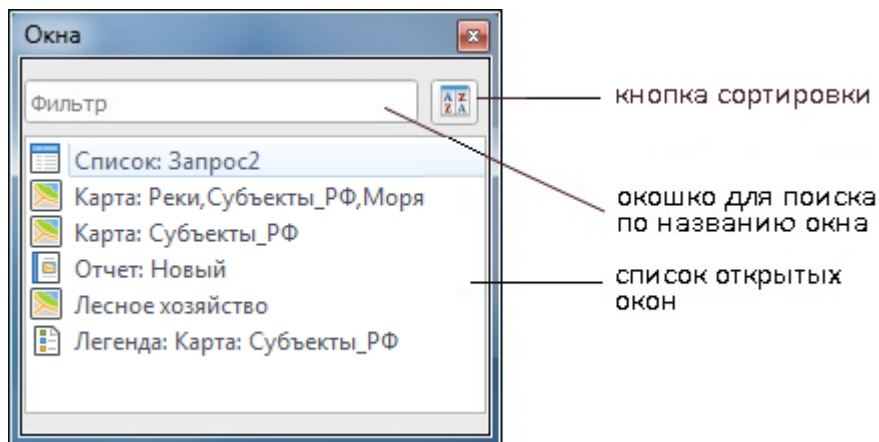 Окна
Фильтр
кнопка сортировки
Список: Запрос2
Карта: Реки,Субъекты_РФ,Моря
Карта: Субъекты_РФ
Отчет: Новый
Лесное хозяйство
Легенда: Карта: Субъекты_РФ
окошко для поиска
по названию окна
список открытых
окон